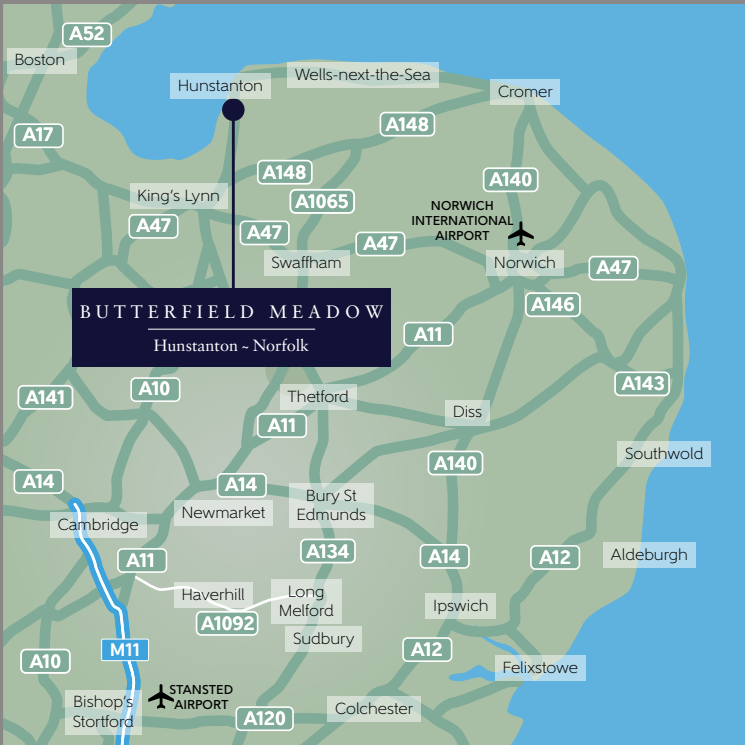 A52
Boston
Wells-next-the-Sea
Hunstanton
Cromer
A148
A17
A148
A140
King's Lynn
A1065
NORWICH
INTERNATIONAL
AIRPORT
A47
A47
A47
Swaffham
Norwich
A47
A146
BUTTERFIELD MEADOW
Hunstanton ~ Norfolk
A11
A143
A141
A10
Thetford
Diss
A11
Southwold
A140
A14
A14
Bury St
Edmunds
Newmarket
Cambridge
A11
A134
A14
A12
Aldeburgh
Haverhill
Long
Melford
Ipswich
A1092
Sudbury
M11
A12
A10
Felixstowe
STANSTED
AIRPORT
Bishop's
Stortford
Colchester
A120